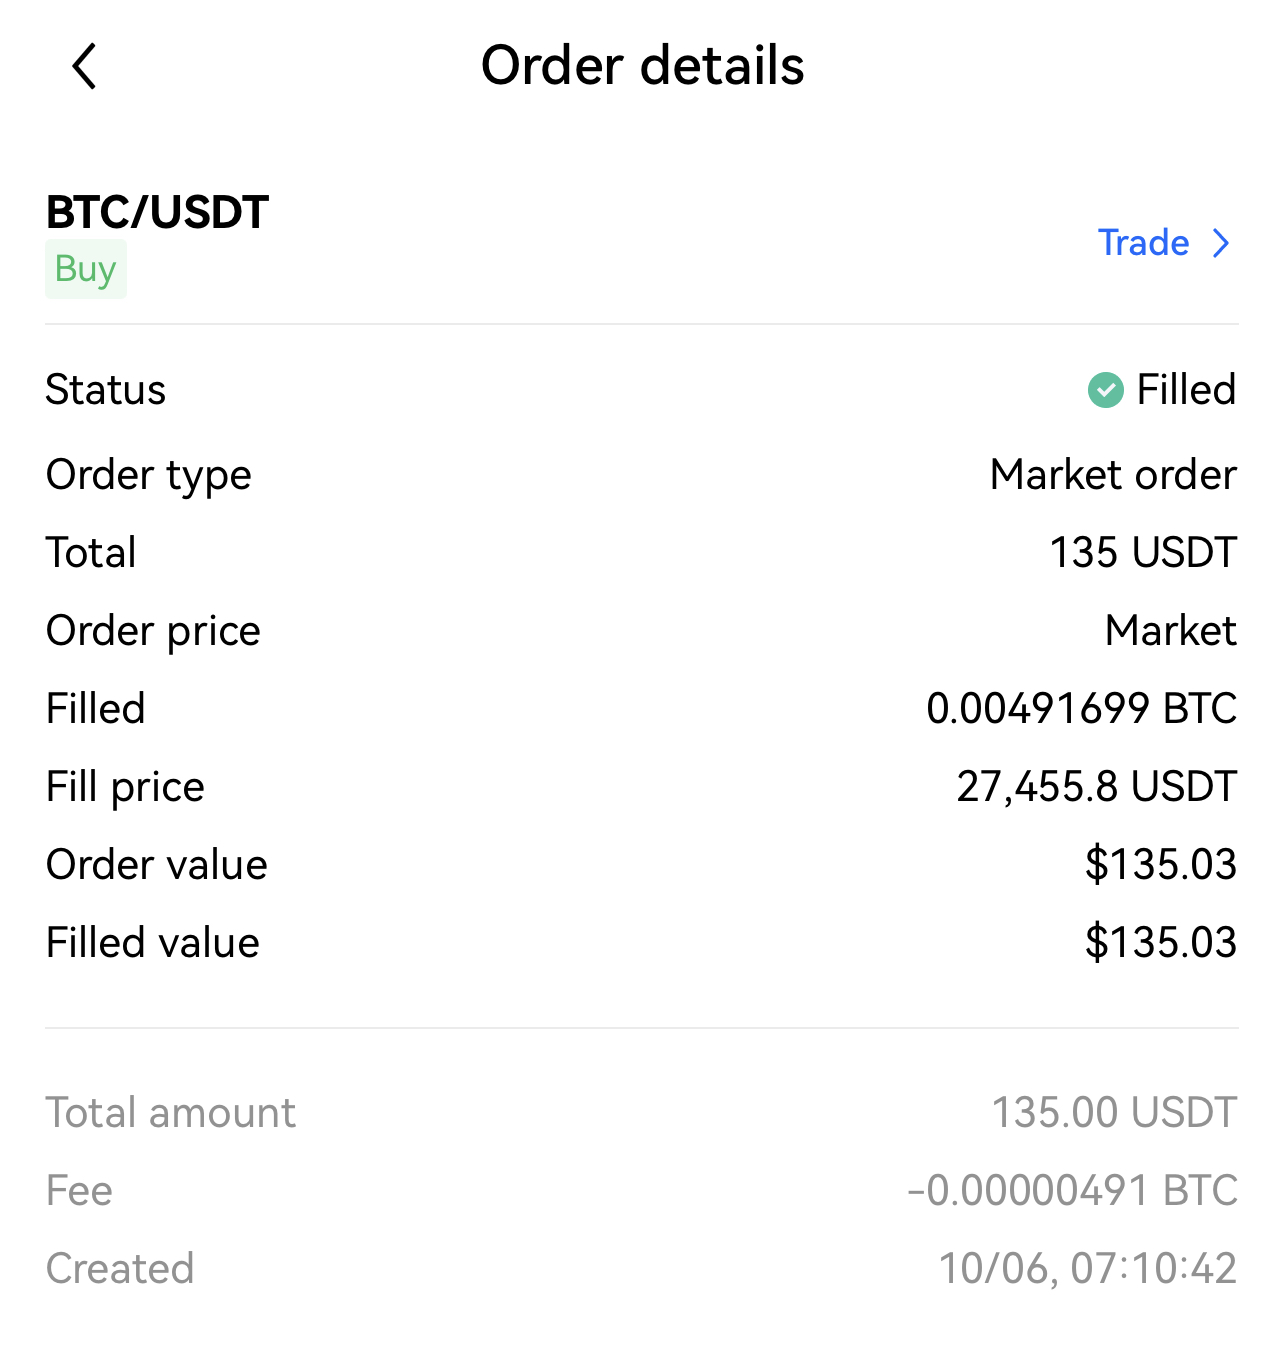 Order details
BTC/USDT
Buy
Trade
Status Filled
Order type Market order
Total 135 USDT
Order price Market
Filled 0.00491699 BTC
Fill price 27,455.8 USDT
Order value $135.03
Filled value $135.03
Total amount 135.00 USDT
Fee -0.00000491 BTC
Created 10/06, 07:10:42